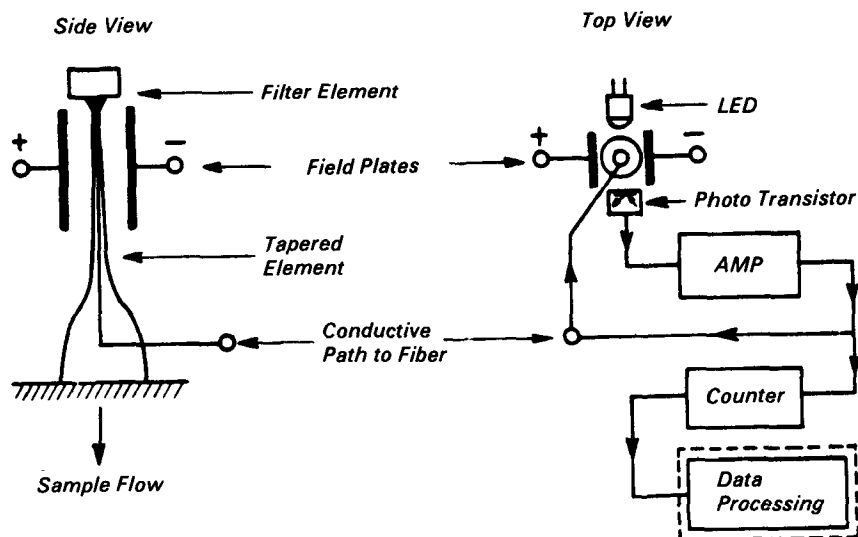 Side View
Top View
Filter Element
LED
+
−
Field Plates
+
−
Photo Transistor
Tapered
Element
AMP
Conductive
Path to Fiber
Counter
Sample Flow
Data
Processing